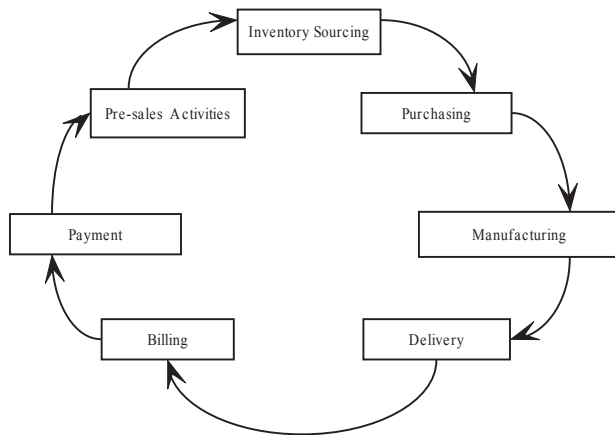 Inventory Sourcing
Pre-sales Activities
Purchasing
Payment
Manufacturing
Billing
Delivery